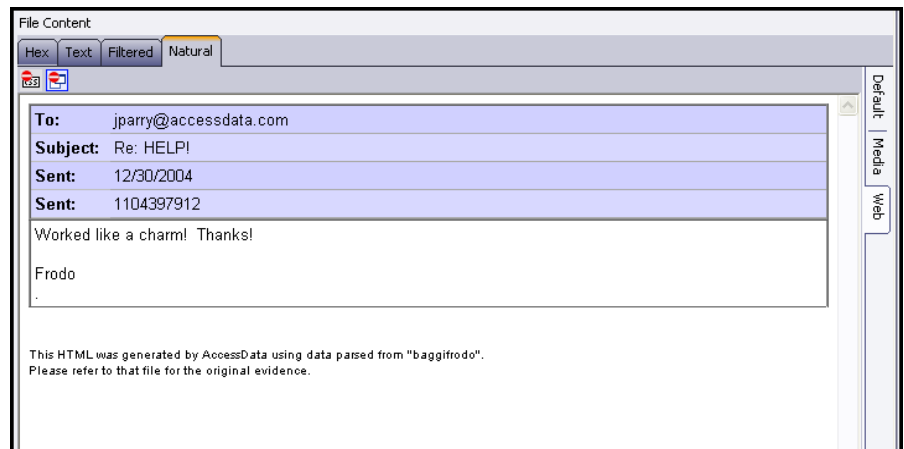 File Content
Hex Text Filtered Natural
css
To: jparry@accessdata.com
Subject: Re: HELP!
Sent: 12/30/2004
Sent: 1104397912
Worked like a charm!  Thanks!
Frodo
.
This HTML was generated by AccessData using data parsed from "baggifrodo".
Please refer to that file for the original evidence.
Default
Media
Web